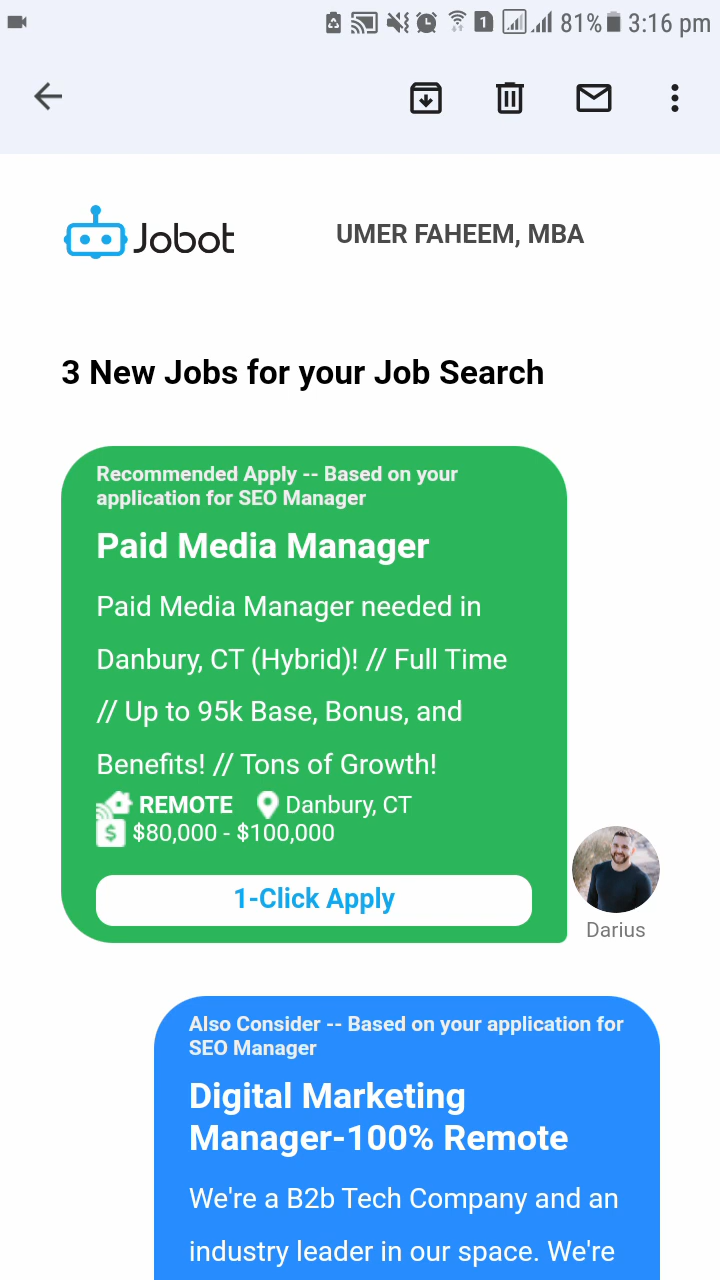 1 81% 3:16 pm
Jobot
UMER FAHEEM, MBA
3 New Jobs for your Job Search
Recommended Apply -- Based on your
application for SEO Manager
Paid Media Manager
Paid Media Manager needed in
Danbury, CT (Hybrid)! // Full Time
// Up to 95k Base, Bonus, and
Benefits! // Tons of Growth!
REMOTE Danbury, CT
$ $80,000 - $100,000
1-Click Apply
Darius
Also Consider -- Based on your application for
SEO Manager
Digital Marketing
Manager-100% Remote
We're a B2b Tech Company and an
industry leader in our space. We're